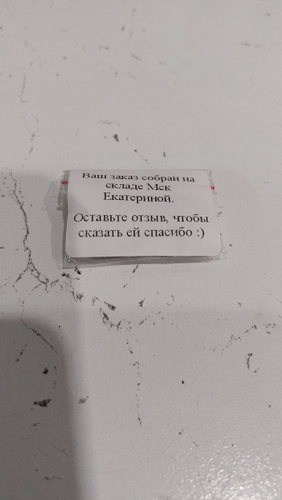 Ваш заказ собран на
складе Мск
Екатериной.
Оставьте отзыв, чтобы
сказать ей спасибо :)